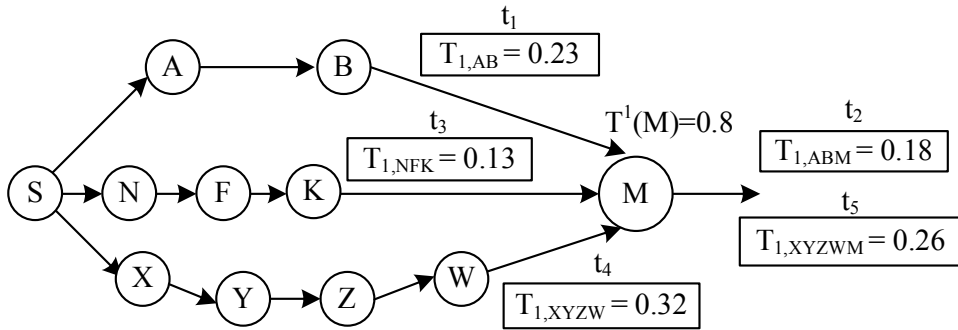 t₁
T₁,AB = 0.23
A
B
T¹(M)=0.8
t₃
T₁,NFK = 0.13
t₂
T₁,ABM = 0.18
S
N
F
K
M
t₅
T₁,XYZWM = 0.26
X
Y
Z
W
t₄
T₁,XYZW = 0.32